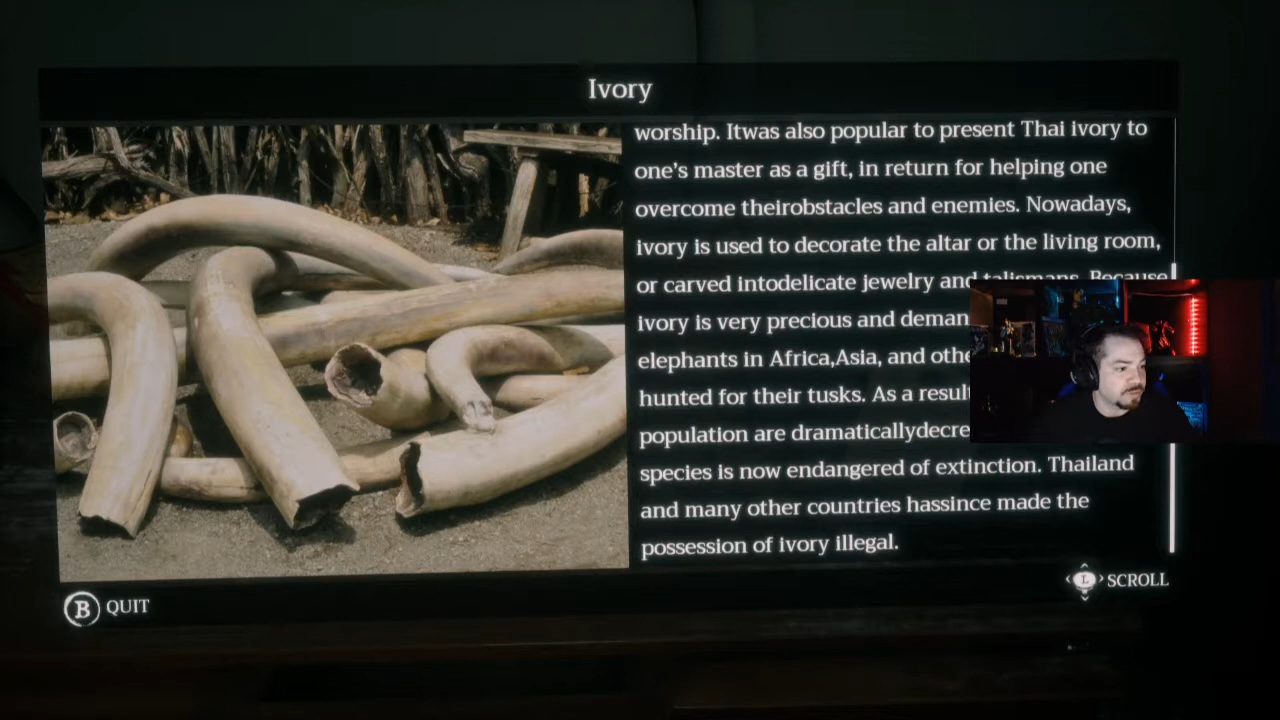 Ivory
worship. Itwas also popular to present Thai ivory to
one's master as a gift, in return for helping one
overcome theirobstacles and enemies. Nowadays,
ivory is used to decorate the altar or the living room,
or carved intodelicate jewelry and talismans. Because
ivory is very precious and deman
elephants in Africa,Asia, and othe
hunted for their tusks. As a result
population are dramaticallydecre
species is now endangered of extinction. Thailand
and many other countries hassince made the
possession of ivory illegal.
B QUIT
L SCROLL